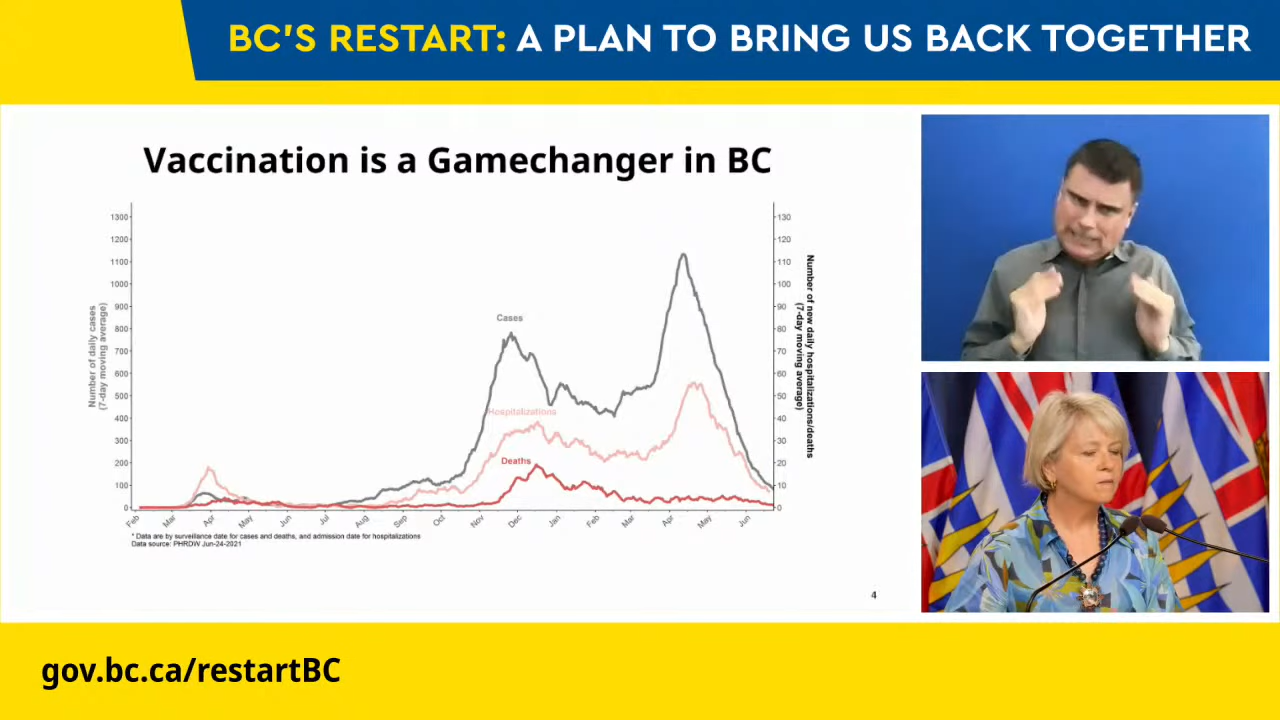 BC'S RESTART: A PLAN TO BRING US BACK TOGETHER
Vaccination is a Gamechanger in BC
Number of daily cases
(7-day moving average)
1300
1200
1100
1000
900
800
700
600
500
400
300
200
100
0
Cases
Hospitalizations
Deaths
130
120
110
100
90
80
70
60
50
40
30
20
10
0
Number of new daily hospitalizations/deaths
(7-day moving average)
Feb Mar Apr May Jun Jul Aug Sep Oct Nov Dec Jan Feb Mar Apr May Jun
* Data are by surveillance date for cases and deaths, and admission date for hospitalizations
Data source: PHRDW Jun-24-2021
4
gov.bc.ca/restartBC